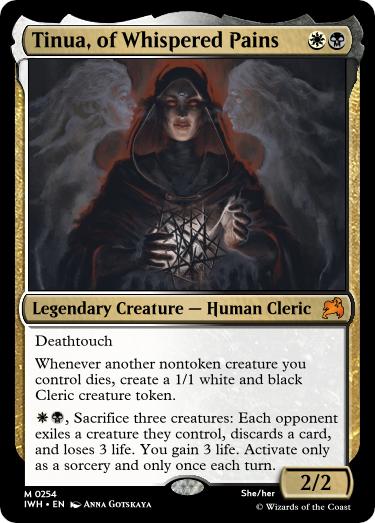 Tinua, of Whispered Pains
Legendary Creature — Human Cleric
Deathtouch
Whenever another nontoken creature you
control dies, create a 1/1 white and black
Cleric creature token.
, Sacrifice three creatures: Each opponent
exiles a creature they control, discards a card,
and loses 3 life. You gain 3 life. Activate only
as a sorcery and only once each turn.
2/2
M 0254
She/her
IWH • EN Anna Gotskaya
© Wizards of the Coast